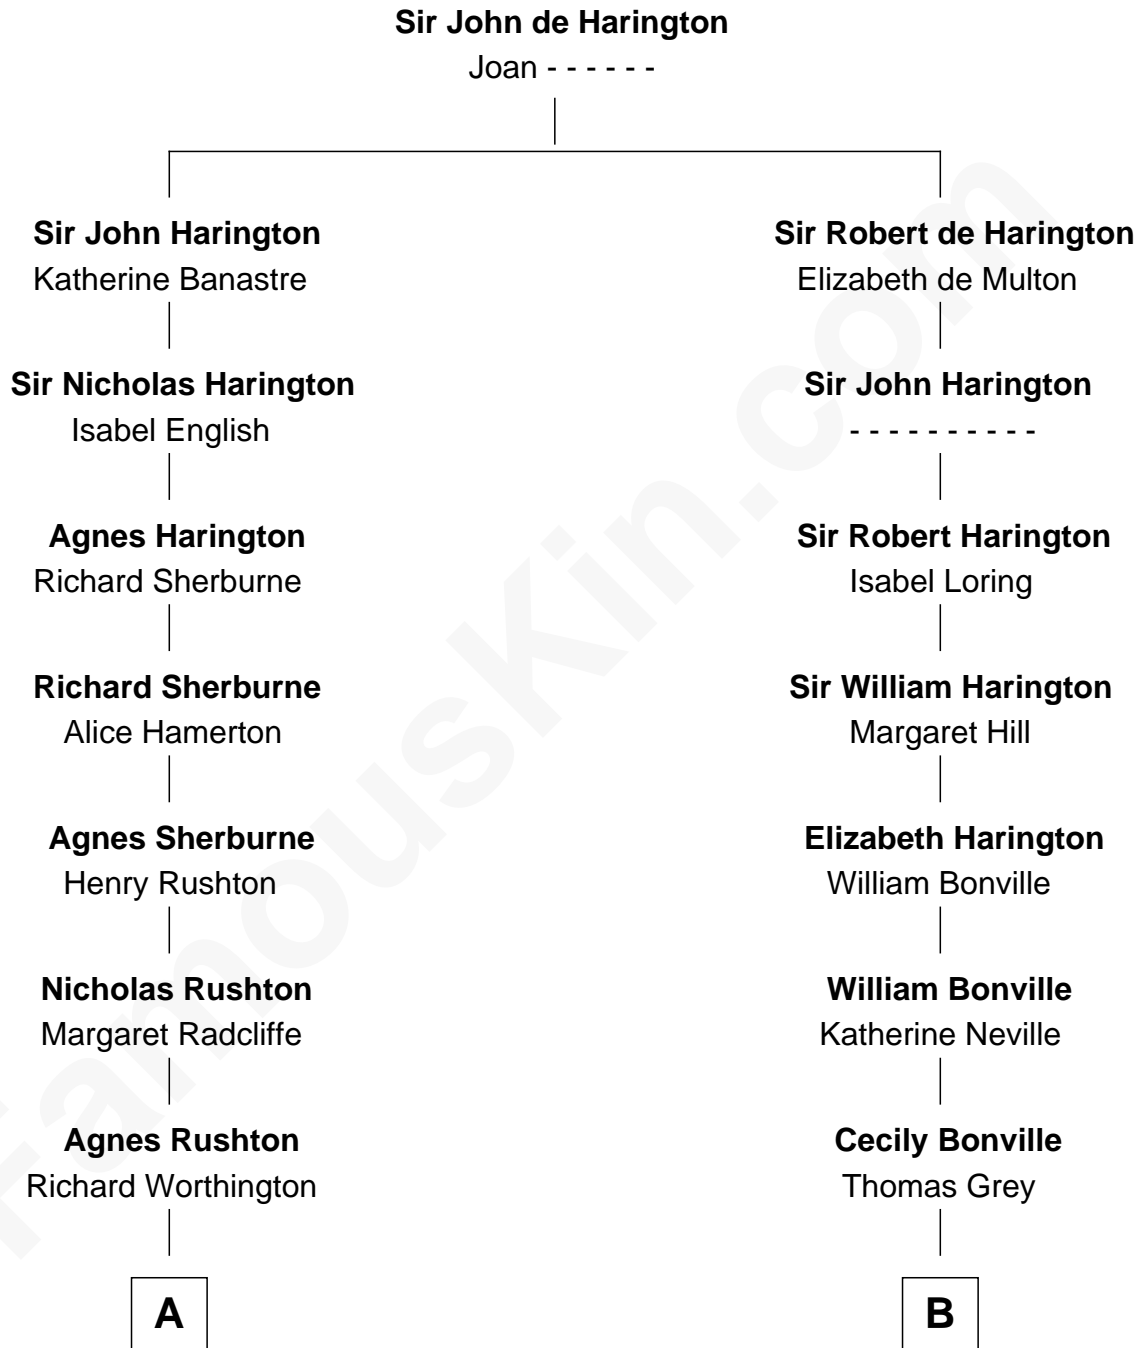 Sir John de Harington
Joan - - - - - -
Sir John Harington
Katherine Banastre
Sir Nicholas Harington
Isabel English
Agnes Harington
Richard Sherburne
Richard Sherburne
Alice Hamerton
Agnes Sherburne
Henry Rushton
Nicholas Rushton
Margaret Radcliffe
Agnes Rushton
Richard Worthington
A
Sir Robert de Harington
Elizabeth de Multon
Sir John Harington
- - - - - - - - - -
Sir Robert Harington
Isabel Loring
Sir William Harington
Margaret Hill
Elizabeth Harington
William Bonville
William Bonville
Katherine Neville
Cecily Bonville
Thomas Grey
B
FamousKin.com